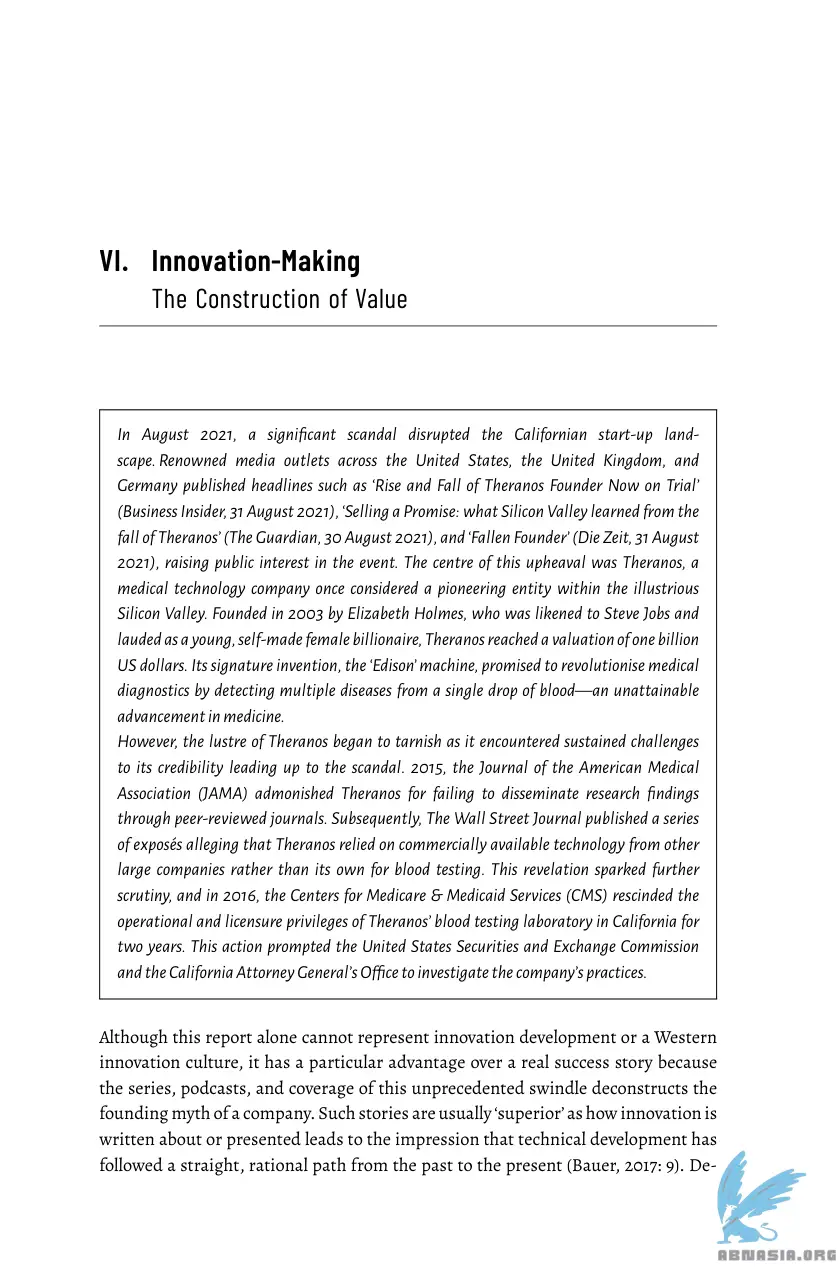 VI. Innovation-Making
The Construction of Value
In August 2021, a significant scandal disrupted the Californian start-up land-
scape. Renowned media outlets across the United States, the United Kingdom, and
Germany published headlines such as ‘Rise and Fall of Theranos Founder Now on Trial’
(Business Insider, 31 August 2021), ‘Selling a Promise: what Silicon Valley learned from the
fall of Theranos’ (The Guardian, 30 August 2021), and ‘Fallen Founder’ (Die Zeit, 31 August
2021), raising public interest in the event. The centre of this upheaval was Theranos, a
medical technology company once considered a pioneering entity within the illustrious
Silicon Valley. Founded in 2003 by Elizabeth Holmes, who was likened to Steve Jobs and
lauded as a young, self-made female billionaire, Theranos reached a valuation of one billion
US dollars. Its signature invention, the ‘Edison’ machine, promised to revolutionise medical
diagnostics by detecting multiple diseases from a single drop of blood—an unattainable
advancement in medicine.
However, the lustre of Theranos began to tarnish as it encountered sustained challenges
to its credibility leading up to the scandal. 2015, the Journal of the American Medical
Association (JAMA) admonished Theranos for failing to disseminate research findings
through peer-reviewed journals. Subsequently, The Wall Street Journal published a series
of exposés alleging that Theranos relied on commercially available technology from other
large companies rather than its own for blood testing. This revelation sparked further
scrutiny, and in 2016, the Centers for Medicare & Medicaid Services (CMS) rescinded the
operational and licensure privileges of Theranos’ blood testing laboratory in California for
two years. This action prompted the United States Securities and Exchange Commission
and the California Attorney General’s Office to investigate the company’s practices.
Although this report alone cannot represent innovation development or a Western
innovation culture, it has a particular advantage over a real success story because
the series, podcasts, and coverage of this unprecedented swindle deconstructs the
founding myth of a company. Such stories are usually ‘superior’ as how innovation is
written about or presented leads to the impression that technical development has
followed a straight, rational path from the past to the present (Bauer, 2017: 9). De-
ABNASIA.ORG